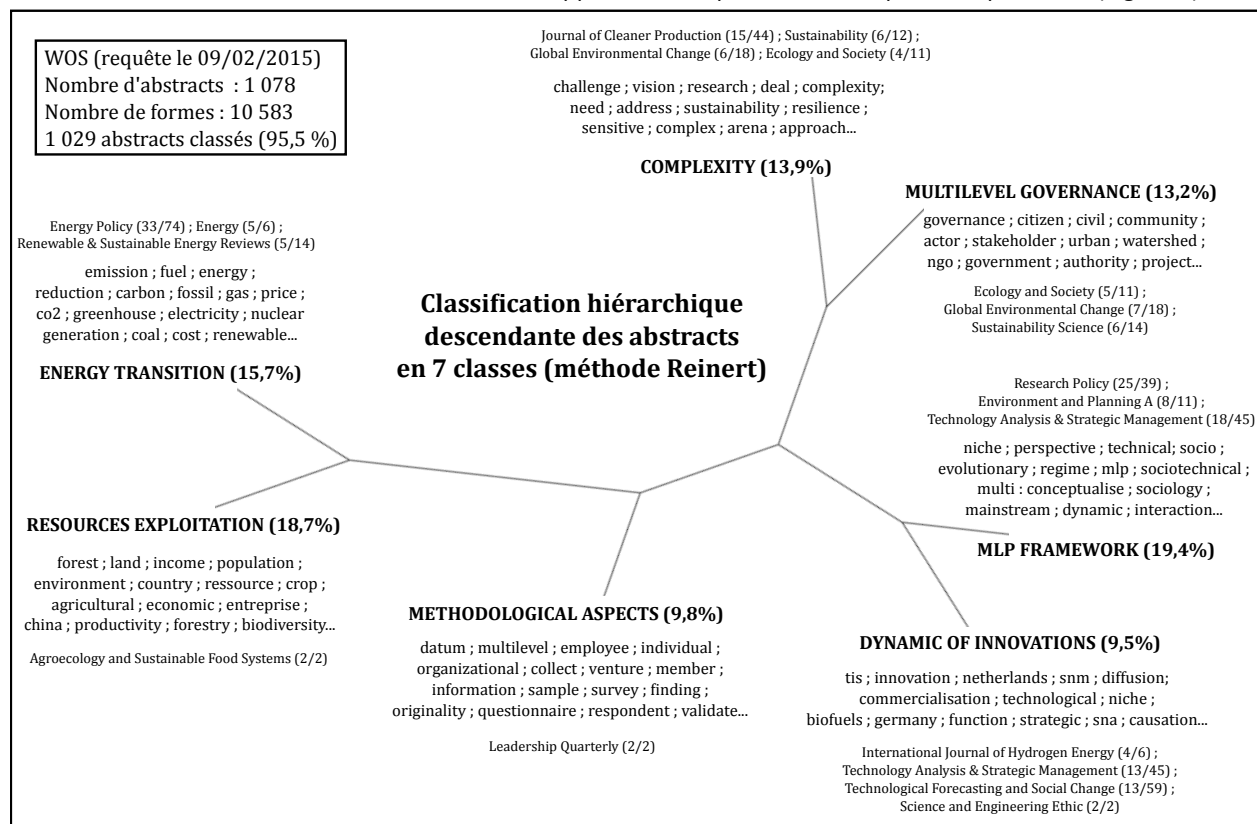 WOS (requête le 09/02/2015)
Nombre d'abstracts : 1 078
Nombre de formes : 10 583
1 029 abstracts classés (95,5 %)
Journal of Cleaner Production (15/44) ; Sustainability (6/12) ;
Global Environmental Change (6/18) ; Ecology and Society (4/11)
challenge ; vision ; research ; deal ; complexity;
need ; address ; sustainability ; resilience ;
sensitive ; complex ; arena ; approach...
COMPLEXITY (13,9%)
MULTILEVEL GOVERNANCE (13,2%)
governance ; citizen ; civil ; community ;
actor ; stakeholder ; urban ; watershed ;
ngo ; government ; authority ; project...
Ecology and Society (5/11) ;
Global Environmental Change (7/18) ;
Sustainability Science (6/14)
Energy Policy (33/74) ; Energy (5/6) ;
Renewable & Sustainable Energy Reviews (5/14)
emission ; fuel ; energy ;
reduction ; carbon ; fossil ; gas ; price ;
co2 ; greenhouse ; electricity ; nuclear
generation ; coal ; cost ; renewable...
ENERGY TRANSITION (15,7%)
Classification hiérarchique
descendante des abstracts
en 7 classes (méthode Reinert)
Research Policy (25/39) ;
Environment and Planning A (8/11) ;
Technology Analysis & Strategic Management (18/45)
niche ; perspective ; technical; socio ;
evolutionary ; regime ; mlp ; sociotechnical ;
multi : conceptualise ; sociology ;
mainstream ; dynamic ; interaction...
MLP FRAMEWORK (19,4%)
RESOURCES EXPLOITATION (18,7%)
forest ; land ; income ; population ;
environment ; country ; ressource ; crop ;
agricultural ; economic ; entreprise ;
china ; productivity ; forestry ; biodiversity...
Agroecology and Sustainable Food Systems (2/2)
METHODOLOGICAL ASPECTS (9,8%)
datum ; multilevel ; employee ; individual ;
organizational ; collect ; venture ; member ;
information ; sample ; survey ; finding ;
originality ; questionnaire ; respondent ; validate...
Leadership Quarterly (2/2)
DYNAMIC OF INNOVATIONS (9,5%)
tis ; innovation ; netherlands ; snm ; diffusion;
commercialisation ; technological ; niche ;
biofuels ; germany ; function ; strategic ; sna ; causation...
International Journal of Hydrogen Energy (4/6) ;
Technology Analysis & Strategic Management (13/45) ;
Technological Forecasting and Social Change (13/59) ;
Science and Engineering Ethic (2/2)